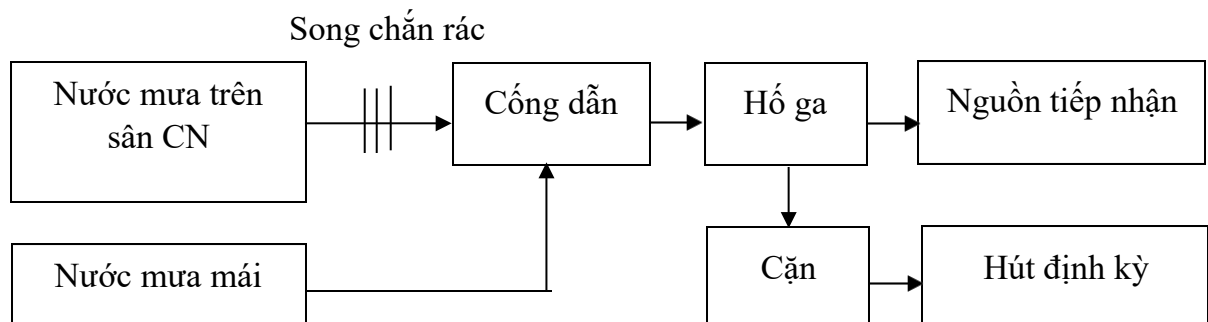 Song chắn rác
Nước mưa trên
sân CN
Cống dẫn
Hố ga
Nguồn tiếp nhận
Nước mưa mái
Cặn
Hút định kỳ